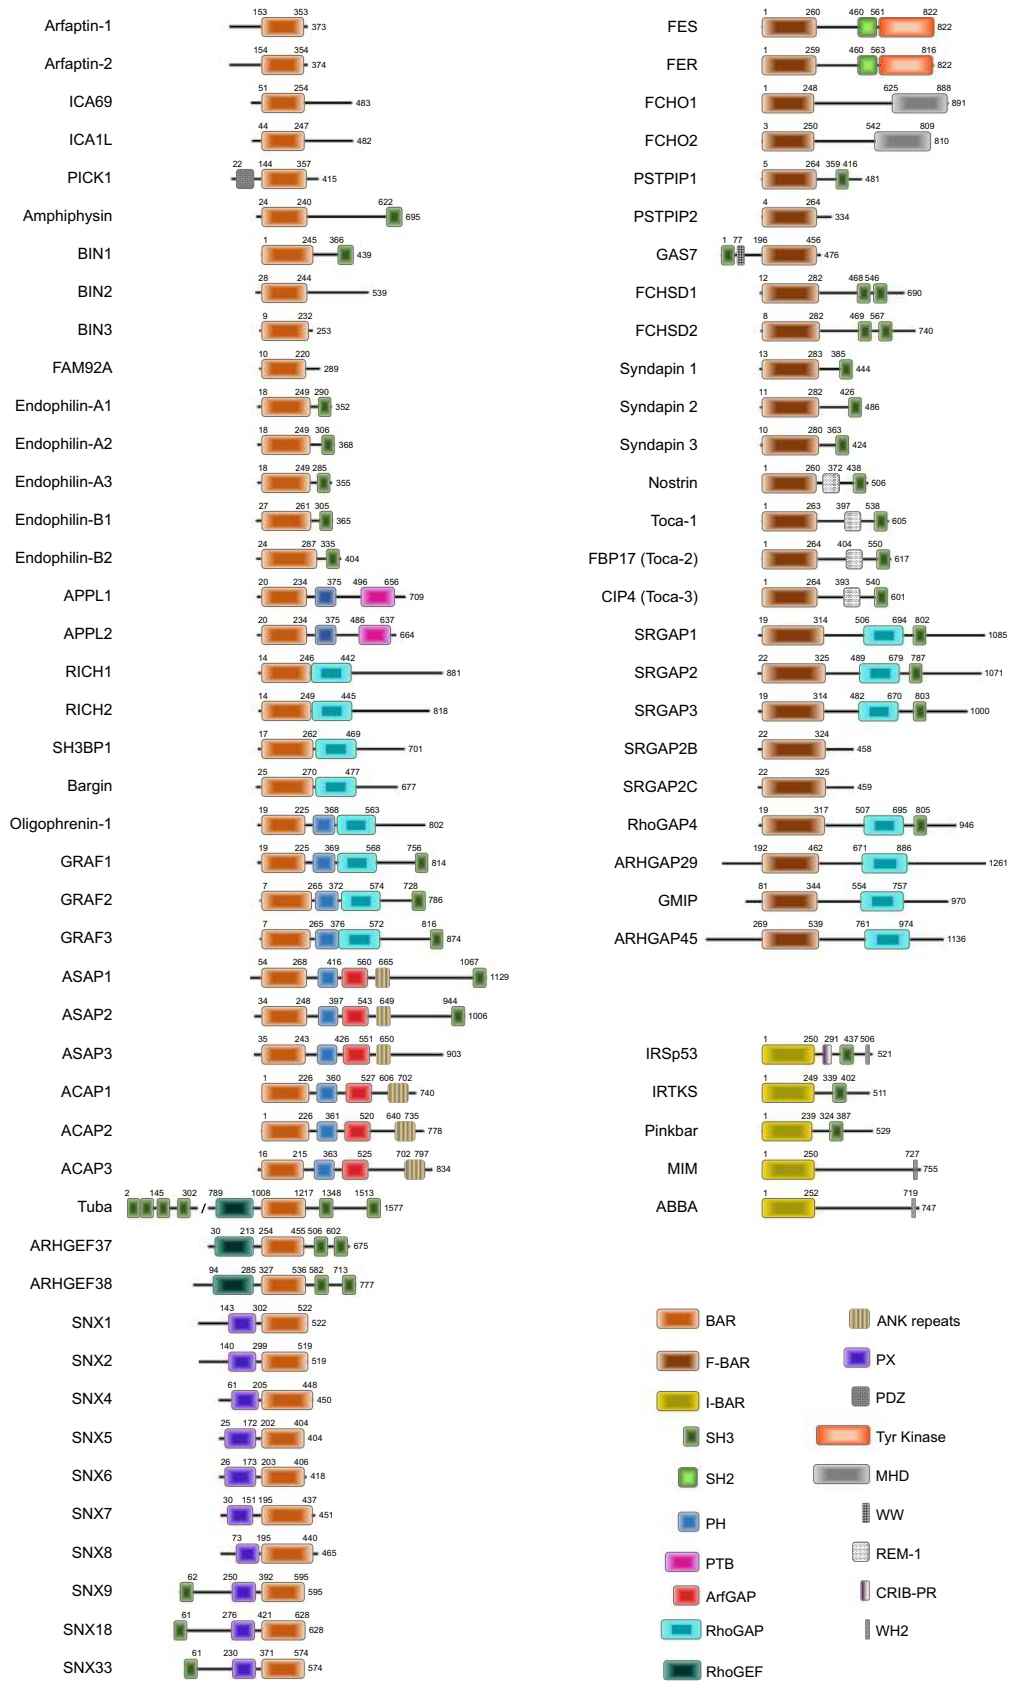 Arfaptin-1 153 353 373
Arfaptin-2 154 354 374
ICA69 51 254 483
ICA1L 44 247 482
PICK1 22 144 357 415
Amphiphysin 24 240 622 695
BIN1 1 245 366 439
BIN2 28 244 539
BIN3 9 232 253
FAM92A 10 220 289
Endophilin-A1 18 249 290 352
Endophilin-A2 18 249 306 368
Endophilin-A3 18 249 285 355
Endophilin-B1 27 261 305 365
Endophilin-B2 24 287 335 404
APPL1 20 234 375 496 656 709
APPL2 20 234 375 486 637 664
RICH1 14 246 442 881
RICH2 14 249 445 818
SH3BP1 17 262 469 701
Bargin 25 270 477 677
Oligophrenin-1 19 225 368 563 802
GRAF1 19 225 369 568 756 814
GRAF2 7 265 372 574 728 786
GRAF3 7 265 376 572 816 874
ASAP1 54 268 416 560 665 1067 1129
ASAP2 34 248 397 543 649 944 1006
ASAP3 35 243 426 551 650 903
ACAP1 1 226 360 527 606 702 740
ACAP2 1 226 361 520 640 735 778
ACAP3 16 215 363 525 702 797 834
Tuba 2 145 302 / 789 1008 1217 1348 1513 1577
ARHGEF37 30 213 254 455 506 602 675
ARHGEF38 94 285 327 536 582 713 777
SNX1 143 302 522 522
SNX2 140 299 519 519
SNX4 61 205 448 450
SNX5 25 172 202 404 404
SNX6 26 173 203 406 418
SNX7 30 151 195 437 451
SNX8 73 195 440 465
SNX9 62 250 392 595 595
SNX18 61 276 421 628 628
SNX33 61 230 371 574 574
FES 1 260 460 561 822 822
FER 1 259 460 563 816 822
FCHO1 1 248 625 888 891
FCHO2 3 250 542 809 810
PSTPIP1 5 264 359 416 481
PSTPIP2 4 264 334
GAS7 1 77 196 456 476
FCHSD1 12 282 468 546 690
FCHSD2 8 282 469 567 740
Syndapin 1 13 283 385 444
Syndapin 2 11 282 426 486
Syndapin 3 10 280 363 424
Nostrin 1 260 372 438 506
Toca-1 1 263 397 538 605
FBP17 (Toca-2) 1 264 404 550 617
CIP4 (Toca-3) 1 264 393 540 601
SRGAP1 19 314 506 694 802 1085
SRGAP2 22 325 489 679 787 1071
SRGAP3 19 314 482 670 803 1000
SRGAP2B 22 324 458
SRGAP2C 22 325 459
RhoGAP4 19 317 507 695 805 946
ARHGAP29 192 462 671 886 1261
GMIP 81 344 554 757 970
ARHGAP45 269 539 761 974 1136
IRSp53 1 250 291 437 506 521
IRTKS 1 249 339 402 511
Pinkbar 1 239 324 387 529
MIM 1 250 727 755
ABBA 1 252 719 747
BAR
F-BAR
I-BAR
SH3
SH2
PH
PTB
ArfGAP
RhoGAP
RhoGEF
ANK repeats
PX
PDZ
Tyr Kinase
MHD
WW
REM-1
CRIB-PR
WH2